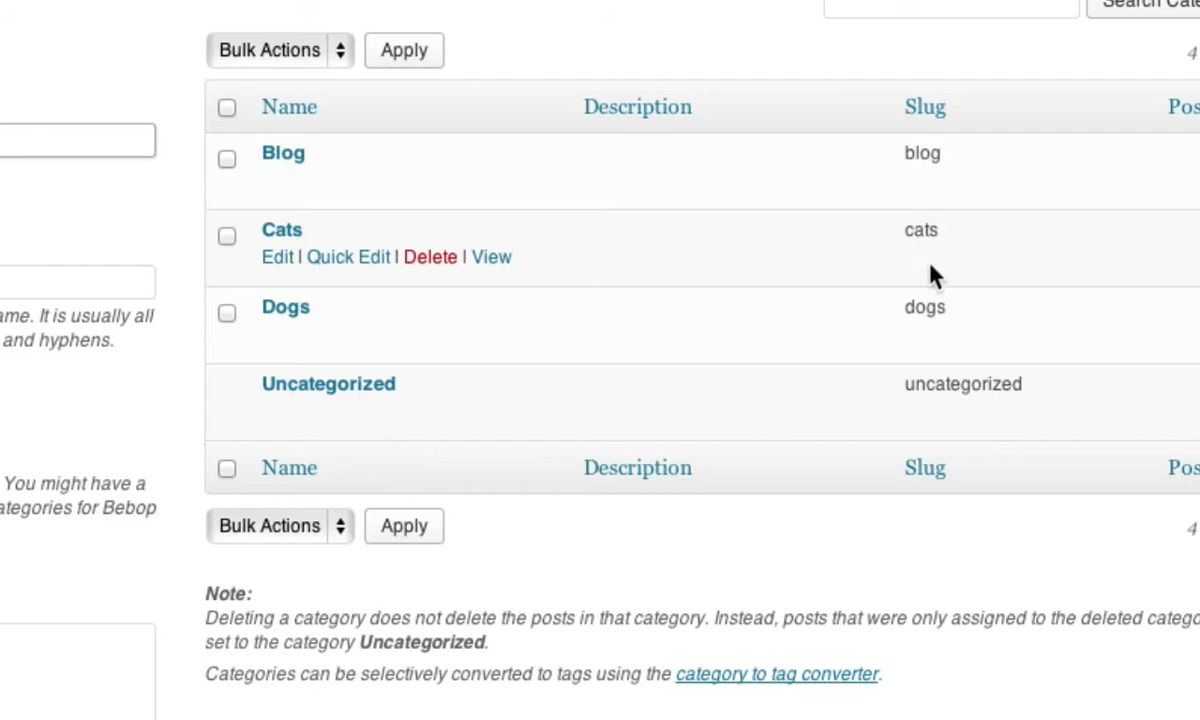 Bulk Actions Apply 4
Name Description Slug
Blog blog
Cats cats
Edit | Quick Edit | Delete | View
Dogs dogs
ame. It is usually all
and hyphens.
Uncategorized uncategorized
Name Description Slug
You might have a
ategories for Bebop
Bulk Actions Apply 4
Note:
Deleting a category does not delete the posts in that category. Instead, posts that were only assigned to the deleted catego
set to the category Uncategorized.
Categories can be selectively converted to tags using the category to tag converter.